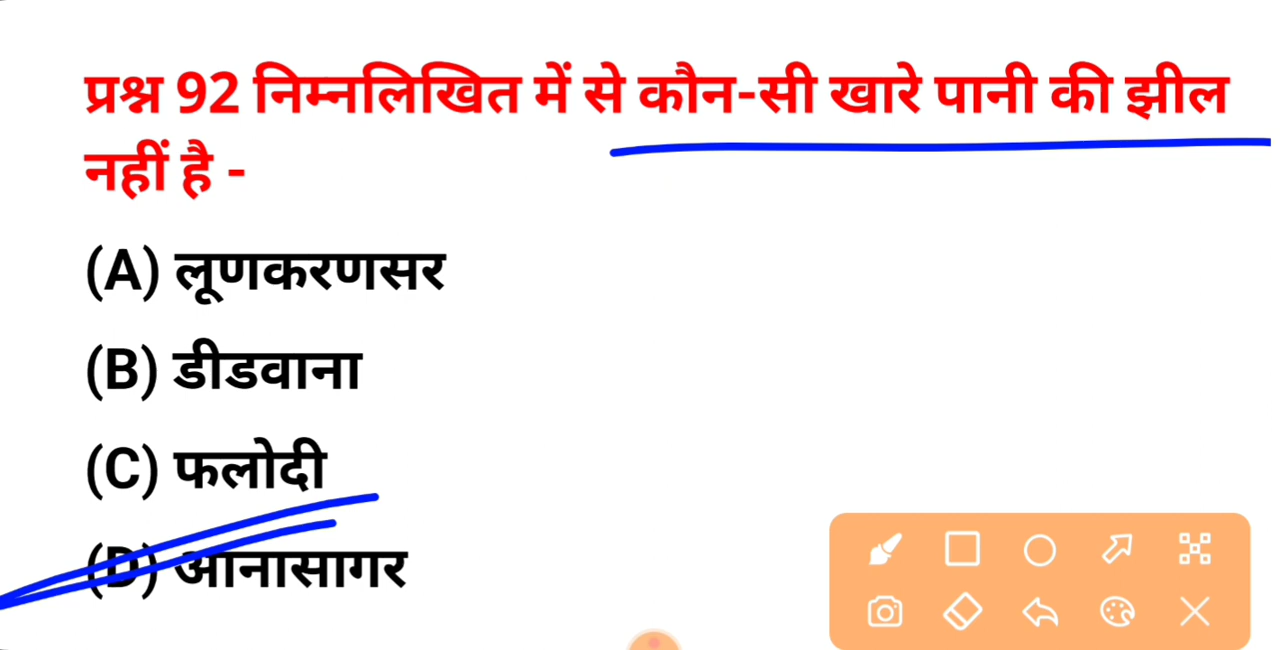 प्रश्न 92 निम्नलिखित में से कौन-सी खारे पानी की झील
नहीं है -
(A) लूणकरणसर
(B) डीडवाना
(C) फलोदी
(D) आनासागर